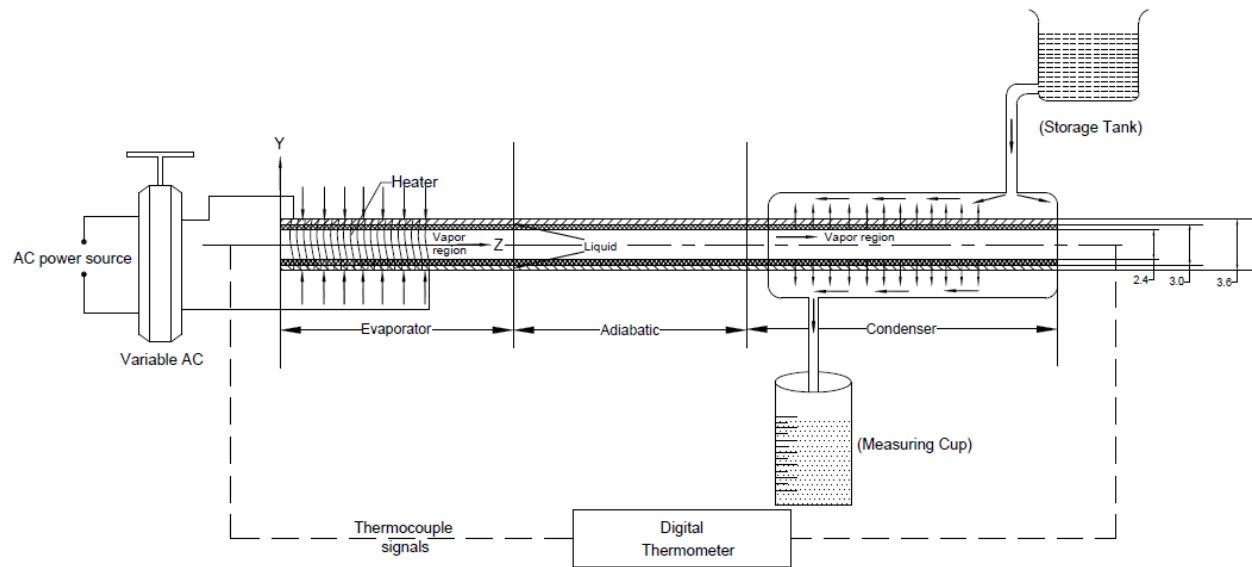 (Storage Tank)
Y
Heater
AC power source
Vapor
region
Z
Liquid
Vapor region
2.4
3.0
3.6
Evaporator
Adiabatic
Condenser
Variable AC
(Measuring Cup)
Thermocouple
signals
Digital
Thermometer